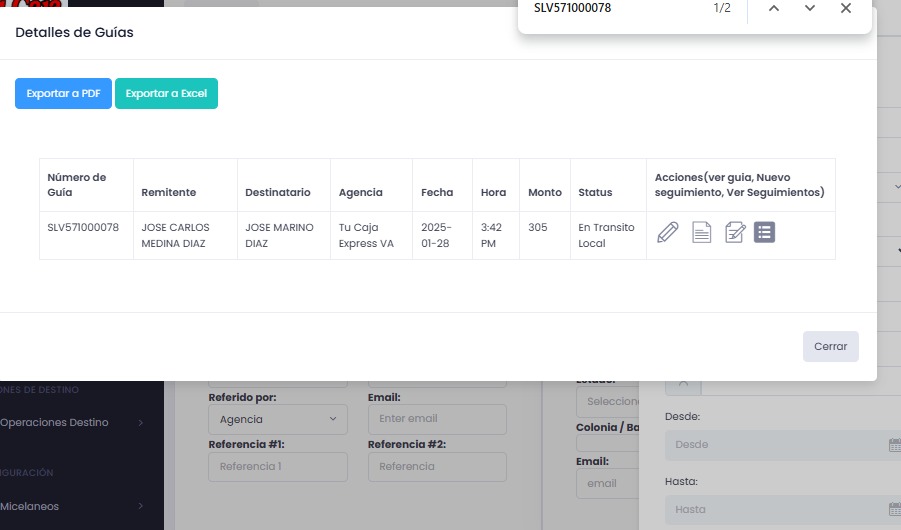 SLV571000078 1/2
Detalles de Guías
Exportar a PDF Exportar a Excel
Número de Guía Remitente Destinatario Agencia Fecha Hora Monto Status Acciones(ver guia, Nuevo seguimiento, Ver Seguimientos)
SLV571000078 JOSE CARLOS MEDINA DIAZ JOSE MARINO DIAZ Tu Caja Express VA 2025-01-28 3:42 PM 305 En Transito Local
Cerrar
NES DE DESTINO
Operaciones Destino
IGURACIÓN
Micelaneos
Referido por: Email:
Agencia Enter email
Referencia #1: Referencia #2:
Referencia 1 Referencia
Seleccion
Colonia / Ba
Email:
email
Desde:
Desde
Hasta:
Hasta